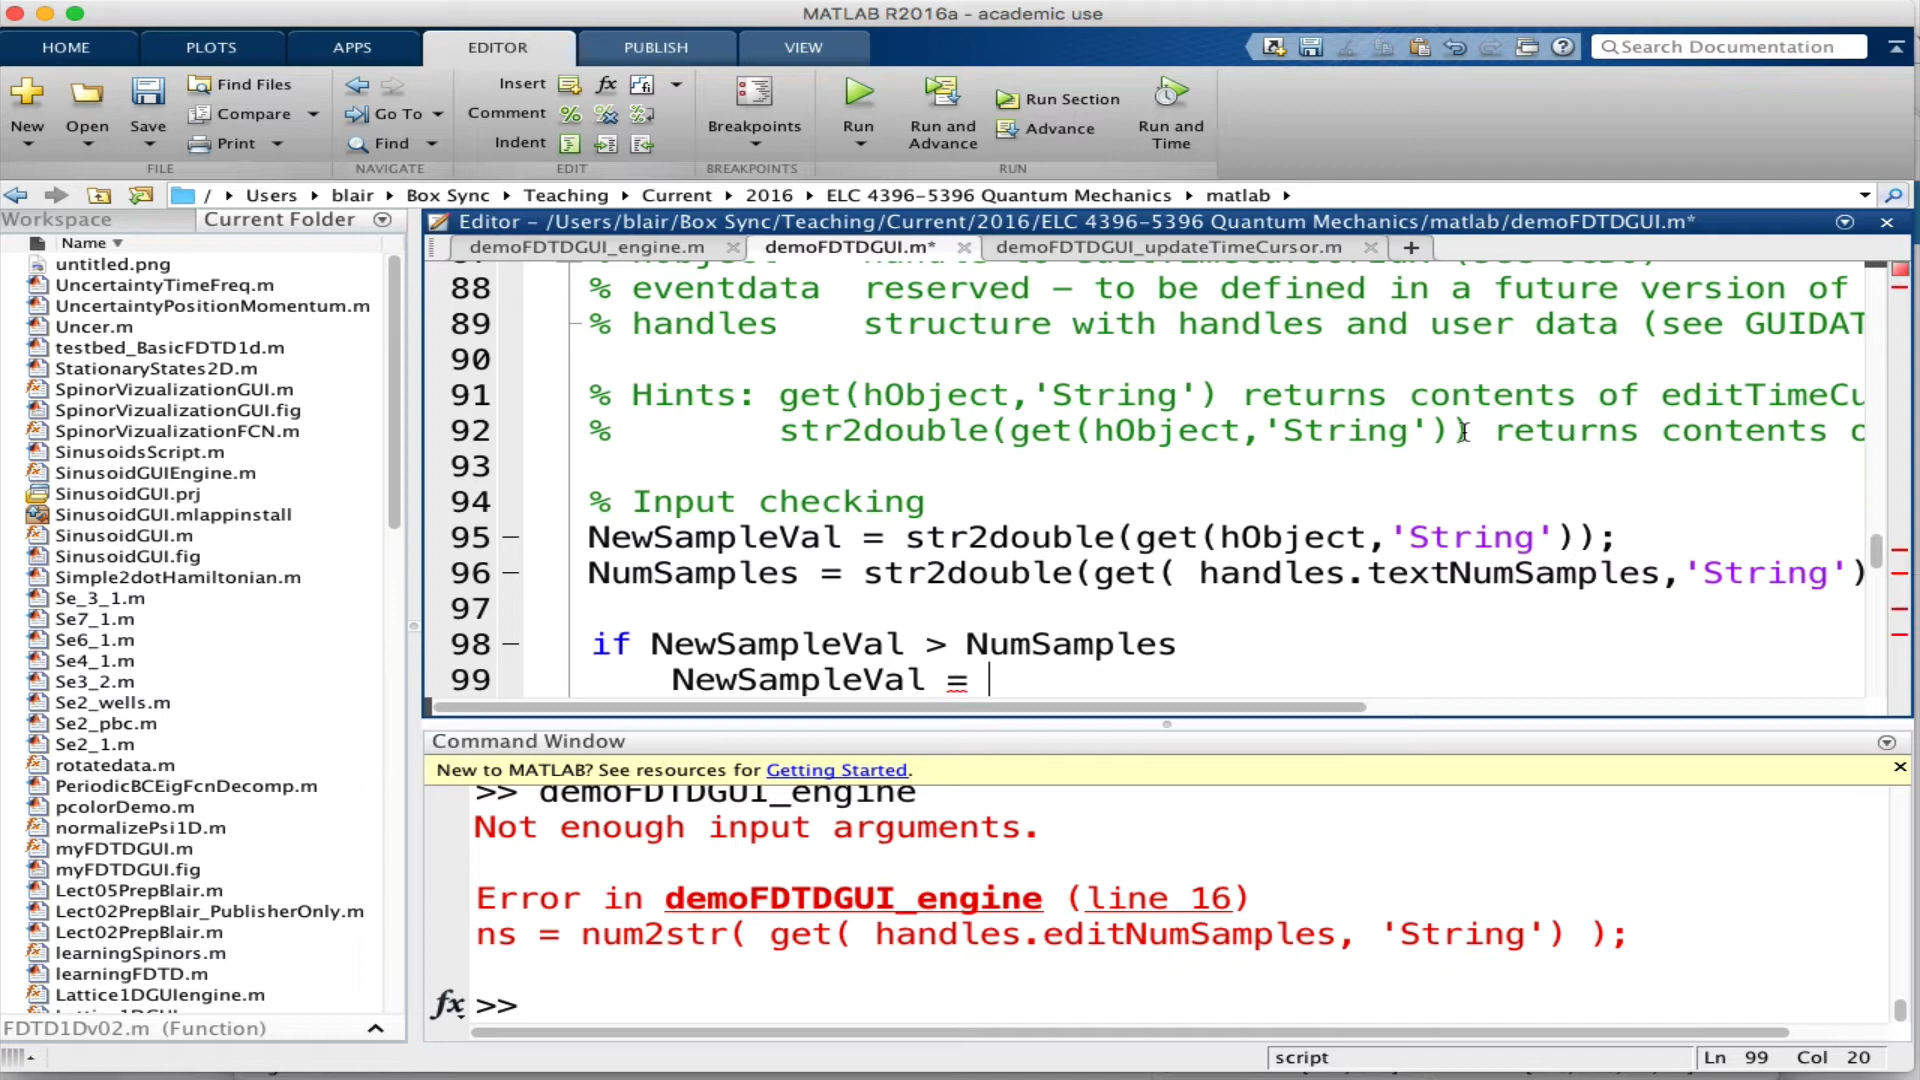 MATLAB R2016a - academic use
HOME PLOTS APPS EDITOR PUBLISH VIEW
Search Documentation
New Open Save
Find Files
Compare
Print
Go To
Find
Insert fx
Comment
Indent
Breakpoints
Run
Run and Advance
Run Section
Advance
Run and Time
FILE NAVIGATE EDIT BREAKPOINTS RUN
/ Users blair Box Sync Teaching Current 2016 ELC 4396-5396 Quantum Mechanics matlab
Workspace Current Folder
Name
untitled.png
UncertaintyTimeFreq.m
UncertaintyPositionMomentum.m
Uncer.m
testbed_BasicFDTD1d.m
StationaryStates2D.m
SpinorVizualizationGUI.m
SpinorVizualizationGUI.fig
SpinorVizualizationFCN.m
SinusoidsScript.m
SinusoidGUIEngine.m
SinusoidGUI.prj
SinusoidGUI.mlappinstall
SinusoidGUI.m
SinusoidGUI.fig
Simple2dotHamiltonian.m
Se_3_1.m
Se7_1.m
Se6_1.m
Se4_1.m
Se3_2.m
Se2_wells.m
Se2_pbc.m
Se2_1.m
rotatedata.m
PeriodicBCEigFcnDecomp.m
pcolorDemo.m
normalizePsi1D.m
myFDTDGUI.m
myFDTDGUI.fig
Lect05PrepBlair.m
Lect02PrepBlair_PublisherOnly.m
Lect02PrepBlair.m
learningSpinors.m
learningFDTD.m
Lattice1DGUIengine.m
FDTD1Dv02.m (Function)
Editor - /Users/blair/Box Sync/Teaching/Current/2016/ELC 4396-5396 Quantum Mechanics/matlab/demoFDTDGUI.m*
demoFDTDGUI_engine.m demoFDTDGUI.m* demoFDTDGUI_updateTimeCursor.m
88 % eventdata reserved - to be defined in a future version of
89 % handles structure with handles and user data (see GUIDAT
90
91 % Hints: get(hObject,'String') returns contents of editTimeCu
92 % str2double(get(hObject,'String')) returns contents o
93
94 % Input checking
95 NewSampleVal = str2double(get(hObject,'String'));
96 NumSamples = str2double(get( handles.textNumSamples,'String')
97
98 if NewSampleVal > NumSamples
99 NewSampleVal =
Command Window
New to MATLAB? See resources for Getting Started.
>> demoFDTDGUI_engine
Not enough input arguments.
Error in demoFDTDGUI_engine (line 16)
ns = num2str( get( handles.editNumSamples, 'String') );
fx >>
script Ln 99 Col 20